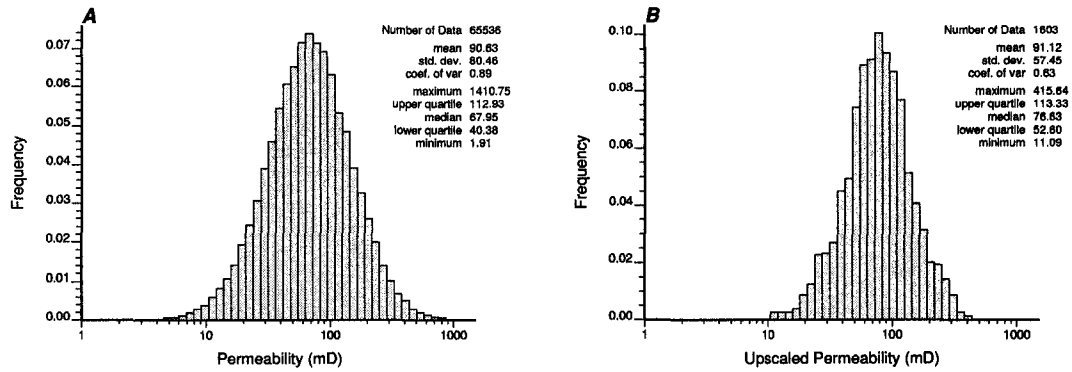 A
Number of Data 65536
mean 90.63
std. dev. 80.46
coef. of var 0.89
maximum 1410.75
upper quartile 112.93
median 67.95
lower quartile 40.38
minimum 1.91
Frequency
0.07
0.06
0.05
0.04
0.03
0.02
0.01
0.00
1 10 100 1000
Permeability (mD)
B
Number of Data 1603
mean 91.12
std. dev. 57.45
coef. of var 0.63
maximum 415.64
upper quartile 113.33
median 76.63
lower quartile 52.60
minimum 11.09
Frequency
0.10
0.08
0.06
0.04
0.02
0.00
1 10 100 1000
Upscaled Permeability (mD)